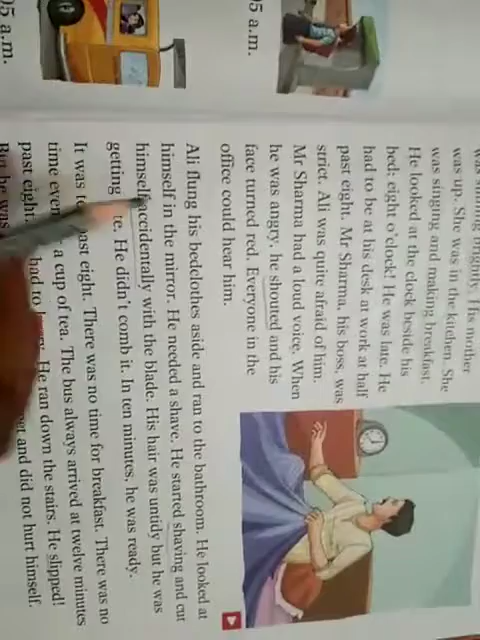 5 a.m.
95 a.m.
was shining brightly. His mother
was up. She was in the kitchen. She
was singing and making breakfast.
He looked at the clock beside his
bed: eight o'clock! He was late. He
had to be at his desk at work at half
past eight. Mr Sharma, his boss, was
strict. Ali was quite afraid of him.
Mr Sharma had a loud voice. When
he was angry, he shouted and his
face turned red. Everyone in the
office could hear him.
Ali flung his bedclothes aside and ran to the bathroom. He looked at
himself in the mirror. He needed a shave. He started shaving and cut
himself accidentally with the blade. His hair was untidy but he was
getting te. He didn't comb it. In ten minutes, he was ready.
It was ast eight. There was no time for breakfast. There was no
time even a cup of tea. The bus always arrived at twelve minutes
past eight. had to He ran down the stairs. He slipped!
But he was and did not hurt himself.